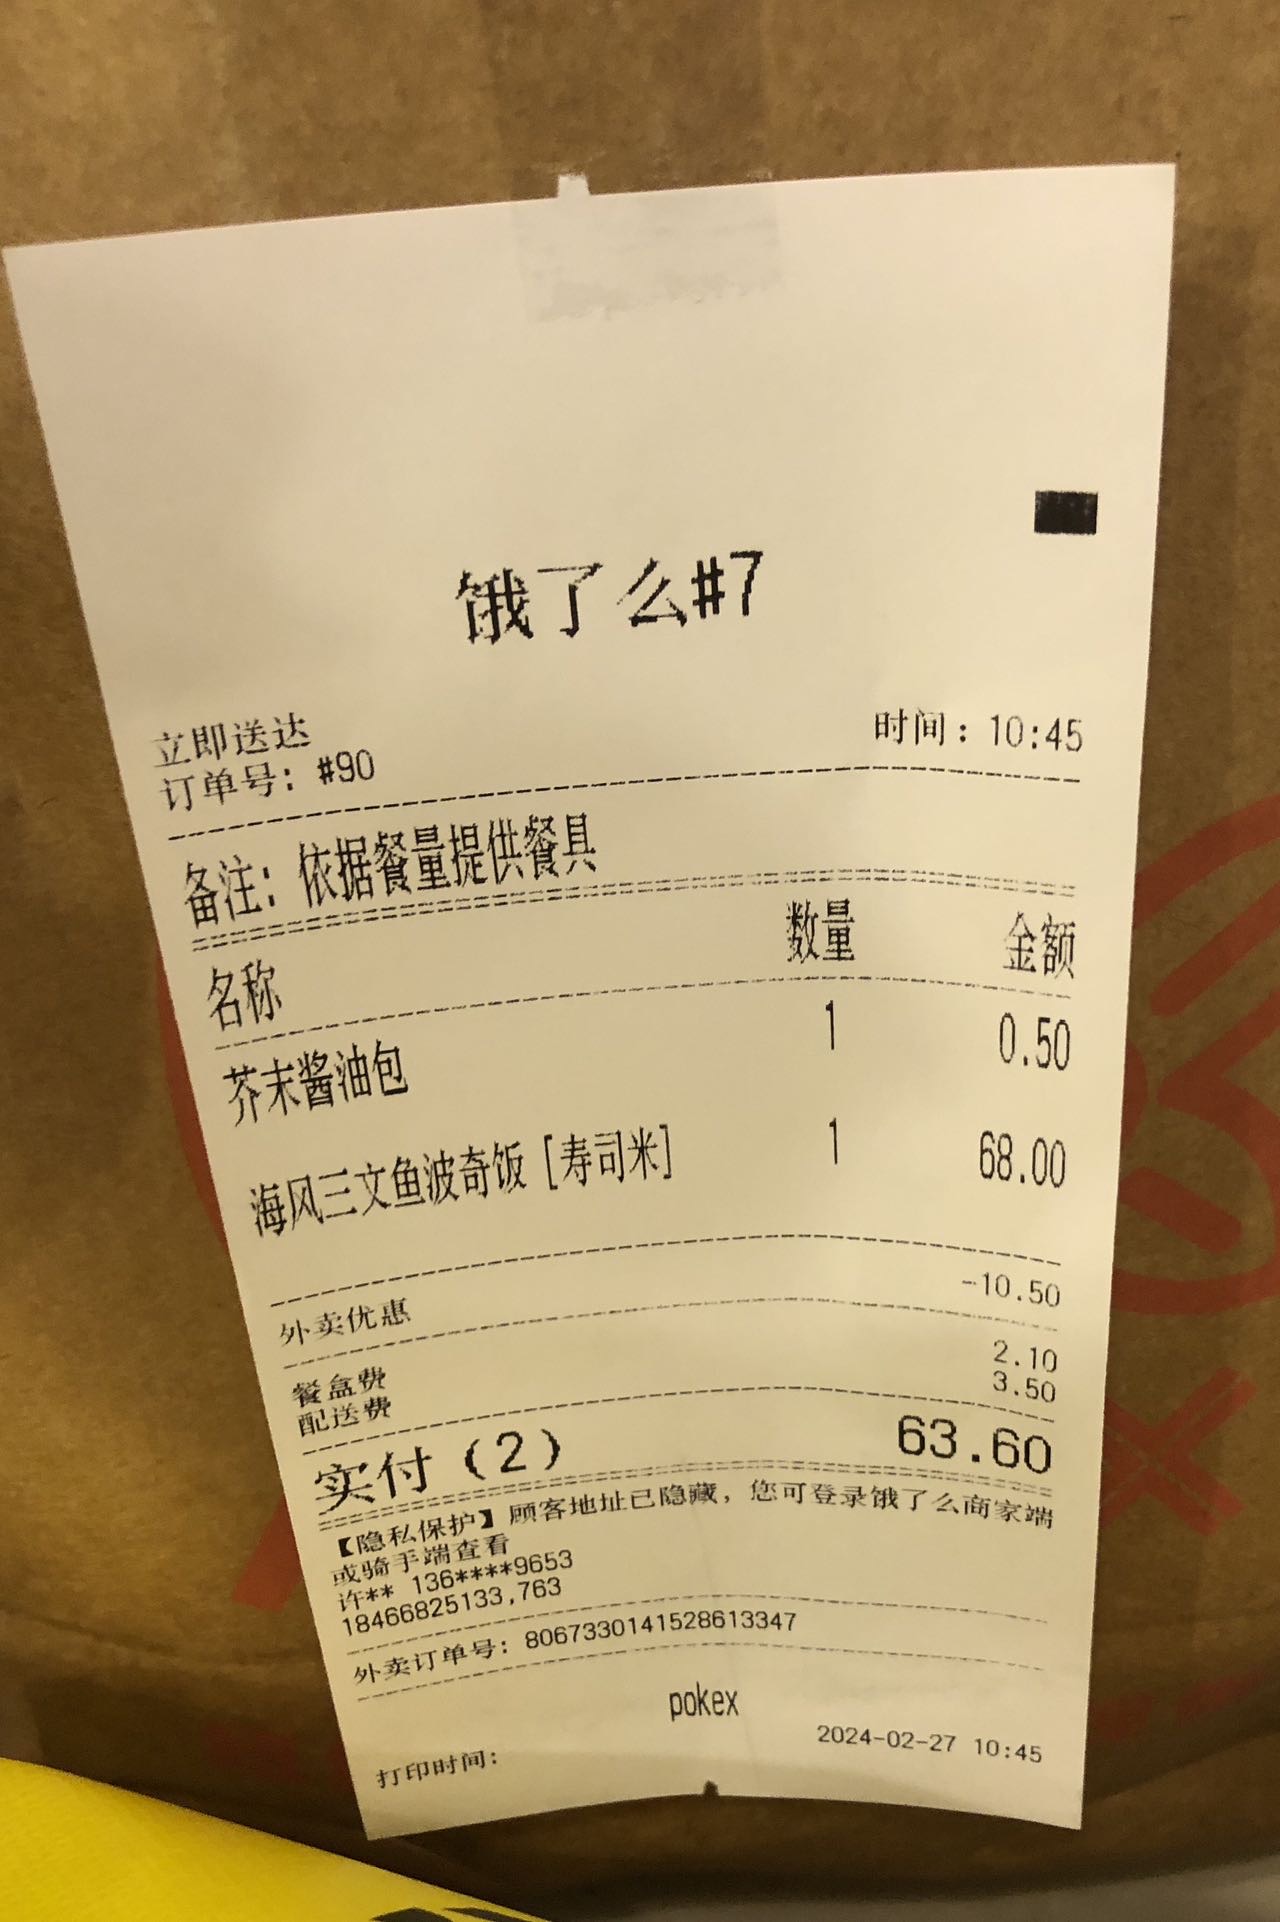 饿了么#7
立即送达 时间：10:45
订单号：#90
备注：依据餐量提供餐具
名称 数量 金额
芥末酱油包 1 0.50
海风三文鱼波奇饭 [寿司米] 1 68.00
外卖优惠 -10.50
餐盒费 2.10
配送费 3.50
实付（2） 63.60
【隐私保护】顾客地址已隐藏，您可登录饿了么商家端
或骑手端查看
许** 136****9653
18466825133,763
外卖订单号：8067330141528613347
pokex
打印时间： 2024-02-27 10:45